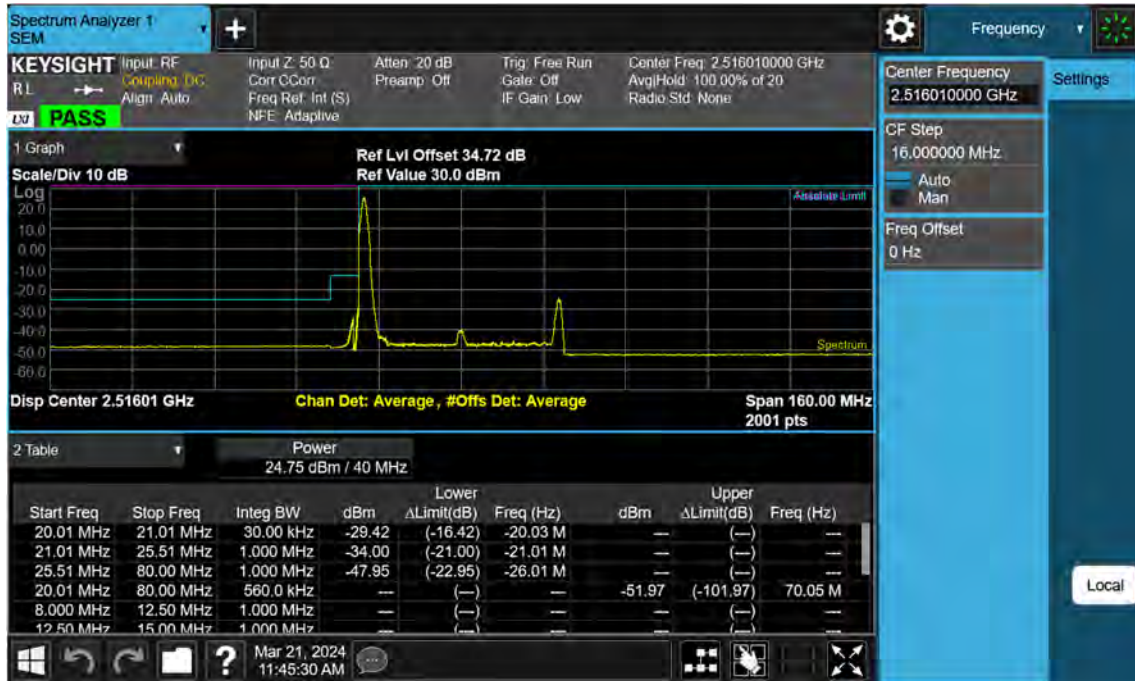 Spectrum Analyzer 1
SEM
+
Frequency
KEYSIGHT
RL
LXI PASS
Input: RF
Coupling: DC
Align: Auto
Input Z: 50 Ω
Corr CCorr
Freq Ref: Int (S)
NFE: Adaptive
Atten: 20 dB
Preamp: Off
Trig: Free Run
Gate: Off
IF Gain: Low
Center Freq: 2.516010000 GHz
Avg|Hold: 100.00% of 20
Radio Std: None
Center Frequency
2.516010000 GHz
Settings
CF Step
16.000000 MHz
Auto
Man
Freq Offset
0 Hz
1 Graph
Scale/Div 10 dB
Ref Lvl Offset 34.72 dB
Ref Value 30.0 dBm
Log
Absolute Limit
20.0
10.0
0.00
-10.0
-20.0
-30.0
-40.0
-50.0
-60.0
Spectrum
Disp Center 2.51601 GHz
Chan Det: Average, #Offs Det: Average
Span 160.00 MHz
2001 pts
2 Table
Power
24.75 dBm / 40 MHz
Lower Upper
Start Freq Stop Freq Integ BW dBm ΔLimit(dB) Freq (Hz) dBm ΔLimit(dB) Freq (Hz)
20.01 MHz 21.01 MHz 30.00 kHz -29.42 (-16.42) -20.03 M --- (---) ---
21.01 MHz 25.51 MHz 1.000 MHz -34.00 (-21.00) -21.01 M --- (---) ---
25.51 MHz 80.00 MHz 1.000 MHz -47.95 (-22.95) -26.01 M --- (---) ---
20.01 MHz 80.00 MHz 560.0 kHz --- (---) --- -51.97 (-101.97) 70.05 M
8.000 MHz 12.50 MHz 1.000 MHz --- (---) --- --- (---) ---
12.50 MHz 15.00 MHz 1.000 MHz --- (---) --- --- (---) ---
Local
?
Mar 21, 2024
11:45:30 AM